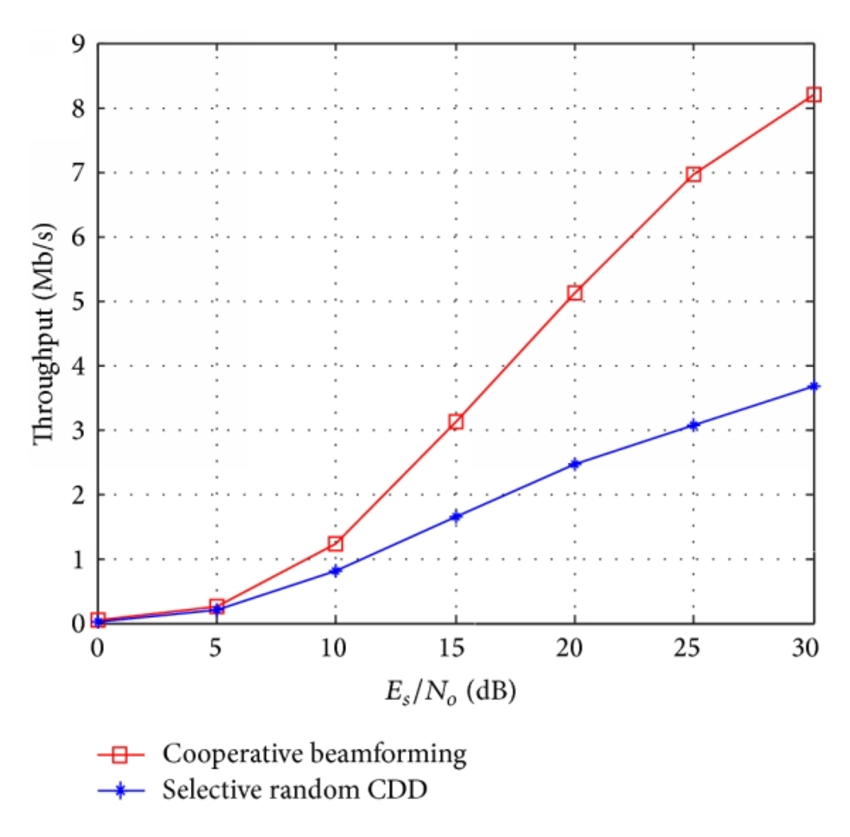 Throughput (Mb/s)
9
8
7
6
5
4
3
2
1
0
0 5 10 15 20 25 30
Es/No (dB)
Cooperative beamforming
Selective random CDD